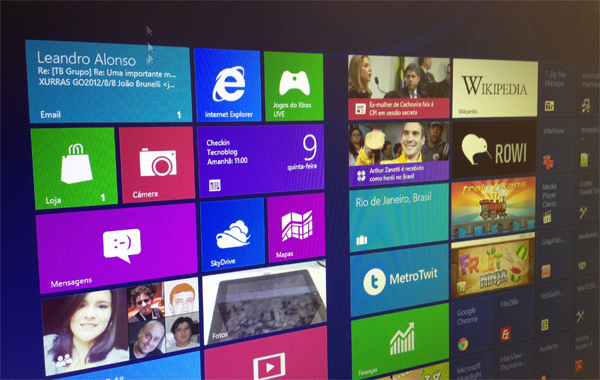 Leandro Alonso
Re: [TB Grupo] Re: Uma importante m...
XURRAS GO2012/8/8 João Brunelli <j...
Email
1
Internet Explorer
Jogos do Xbox
LIVE
Loja
1
Câmera
Checkin
Tecnoblog
Amanhã: 11:00
9
quinta-feira
Mensagens
:-)
SkyDrive
Mapas
Fotos
Ex-mulher de Cachoeira fala à
CPI em sessão secreta
WIKIPEDIA
Wikipedia
Arthur Zanetti é recebido
como herói no Brasil
ROWI
Rio de Janeiro, Brasil
MetroTwit
FRUIT
NINJA
Finanças
7-Zip File
Manager
IrfanView
Media
Player
Classic
Google
Chrome
FileZilla
Audacity
Microsoft
IrfanView